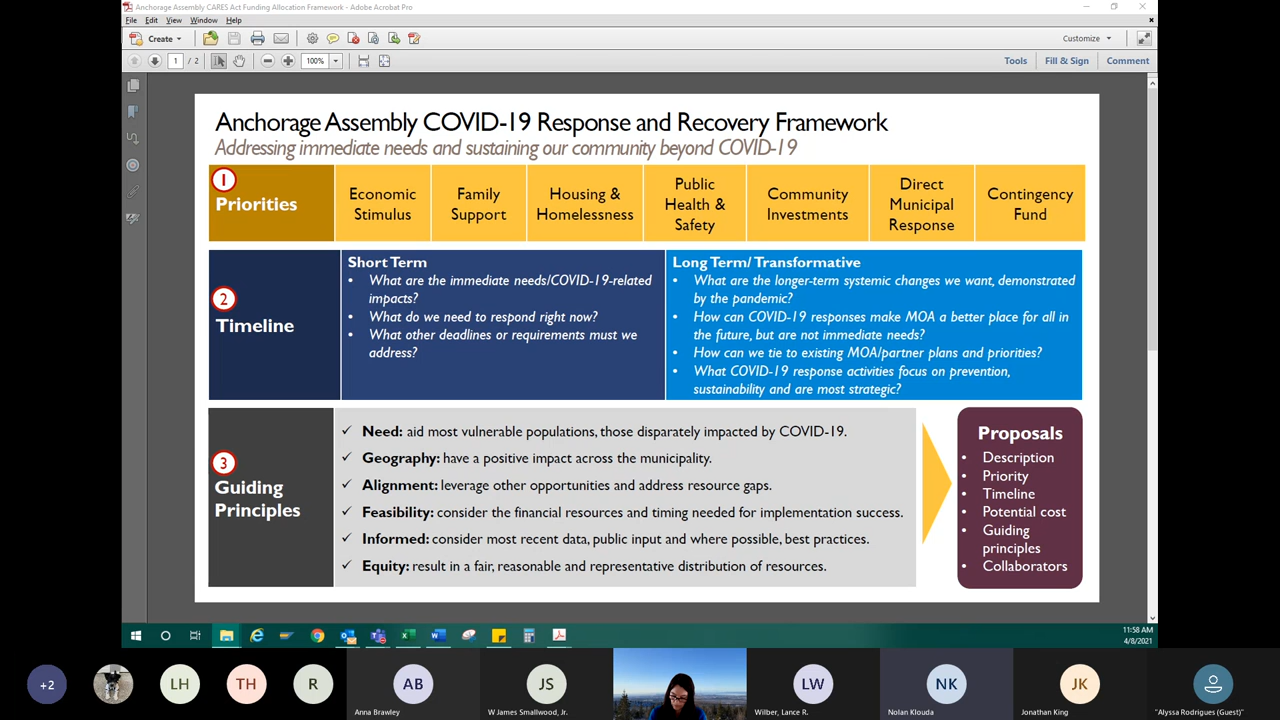 Anchorage Assembly CARES Act Funding Allocation Framework - Adobe Acrobat Pro
File Edit View Window Help
Create
Customize
1 / 2
100%
Tools Fill & Sign Comment
Anchorage Assembly COVID-19 Response and Recovery Framework
Addressing immediate needs and sustaining our community beyond COVID-19
1
Priorities
Economic
Stimulus
Family
Support
Housing &
Homelessness
Public
Health &
Safety
Community
Investments
Direct
Municipal
Response
Contingency
Fund
2
Timeline
Short Term
• What are the immediate needs/COVID-19-related
impacts?
• What do we need to respond right now?
• What other deadlines or requirements must we
address?
Long Term/ Transformative
• What are the longer-term systemic changes we want, demonstrated
by the pandemic?
• How can COVID-19 responses make MOA a better place for all in
the future, but are not immediate needs?
• How can we tie to existing MOA/partner plans and priorities?
• What COVID-19 response activities focus on prevention,
sustainability and are most strategic?
3
Guiding
Principles
✓ Need: aid most vulnerable populations, those disparately impacted by COVID-19.
✓ Geography: have a positive impact across the municipality.
✓ Alignment: leverage other opportunities and address resource gaps.
✓ Feasibility: consider the financial resources and timing needed for implementation success.
✓ Informed: consider most recent data, public input and where possible, best practices.
✓ Equity: result in a fair, reasonable and representative distribution of resources.
Proposals
• Description
• Priority
• Timeline
• Potential cost
• Guiding
principles
• Collaborators
11:58 AM
4/8/2021
+2
LH
TH
R
AB
Anna Brawley
JS
W James Smallwood, Jr.
LW
Wilber, Lance R.
NK
Nolan Klouda
JK
Jonathan King
"Alyssa Rodrigues (Guest)"